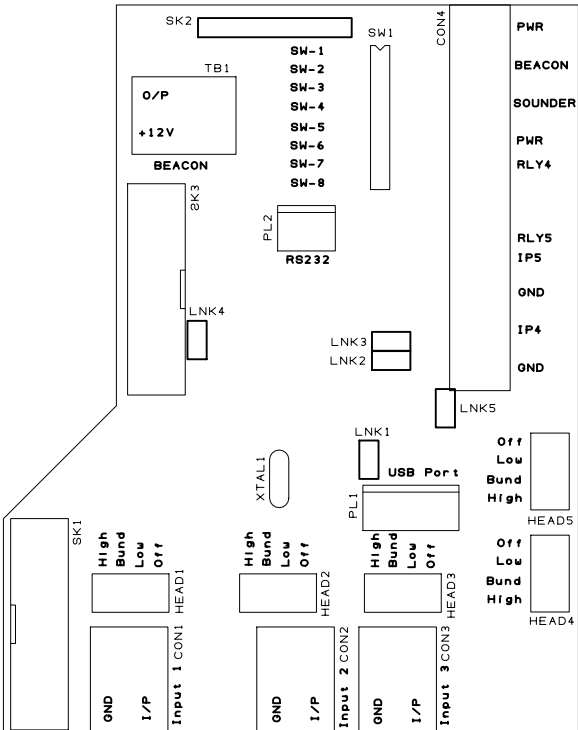 SK2
SW1
CON4
PWR
SW-1
SW-2
SW-3
SW-4
SW-5
SW-6
SW-7
SW-8
BEACON
SOUNDER
PWR
RLY4
TB1
O/P
+12V
BEACON
SK3
PL2
RS232
RLY5
IP5
GND
IP4
GND
LNK4
LNK3
LNK2
LNK5
LNK1
USB Port
PL1
XTAL1
Off
Low
Bund
High
HEAD5
Off
Low
Bund
High
HEAD4
SK1
High
Bund
Low
Off
HEAD1
High
Bund
Low
Off
HEAD2
High
Bund
Low
Off
HEAD3
GND
I/P
Input 1 CON1
GND
I/P
Input 2 CON2
GND
I/P
Input 3 CON3